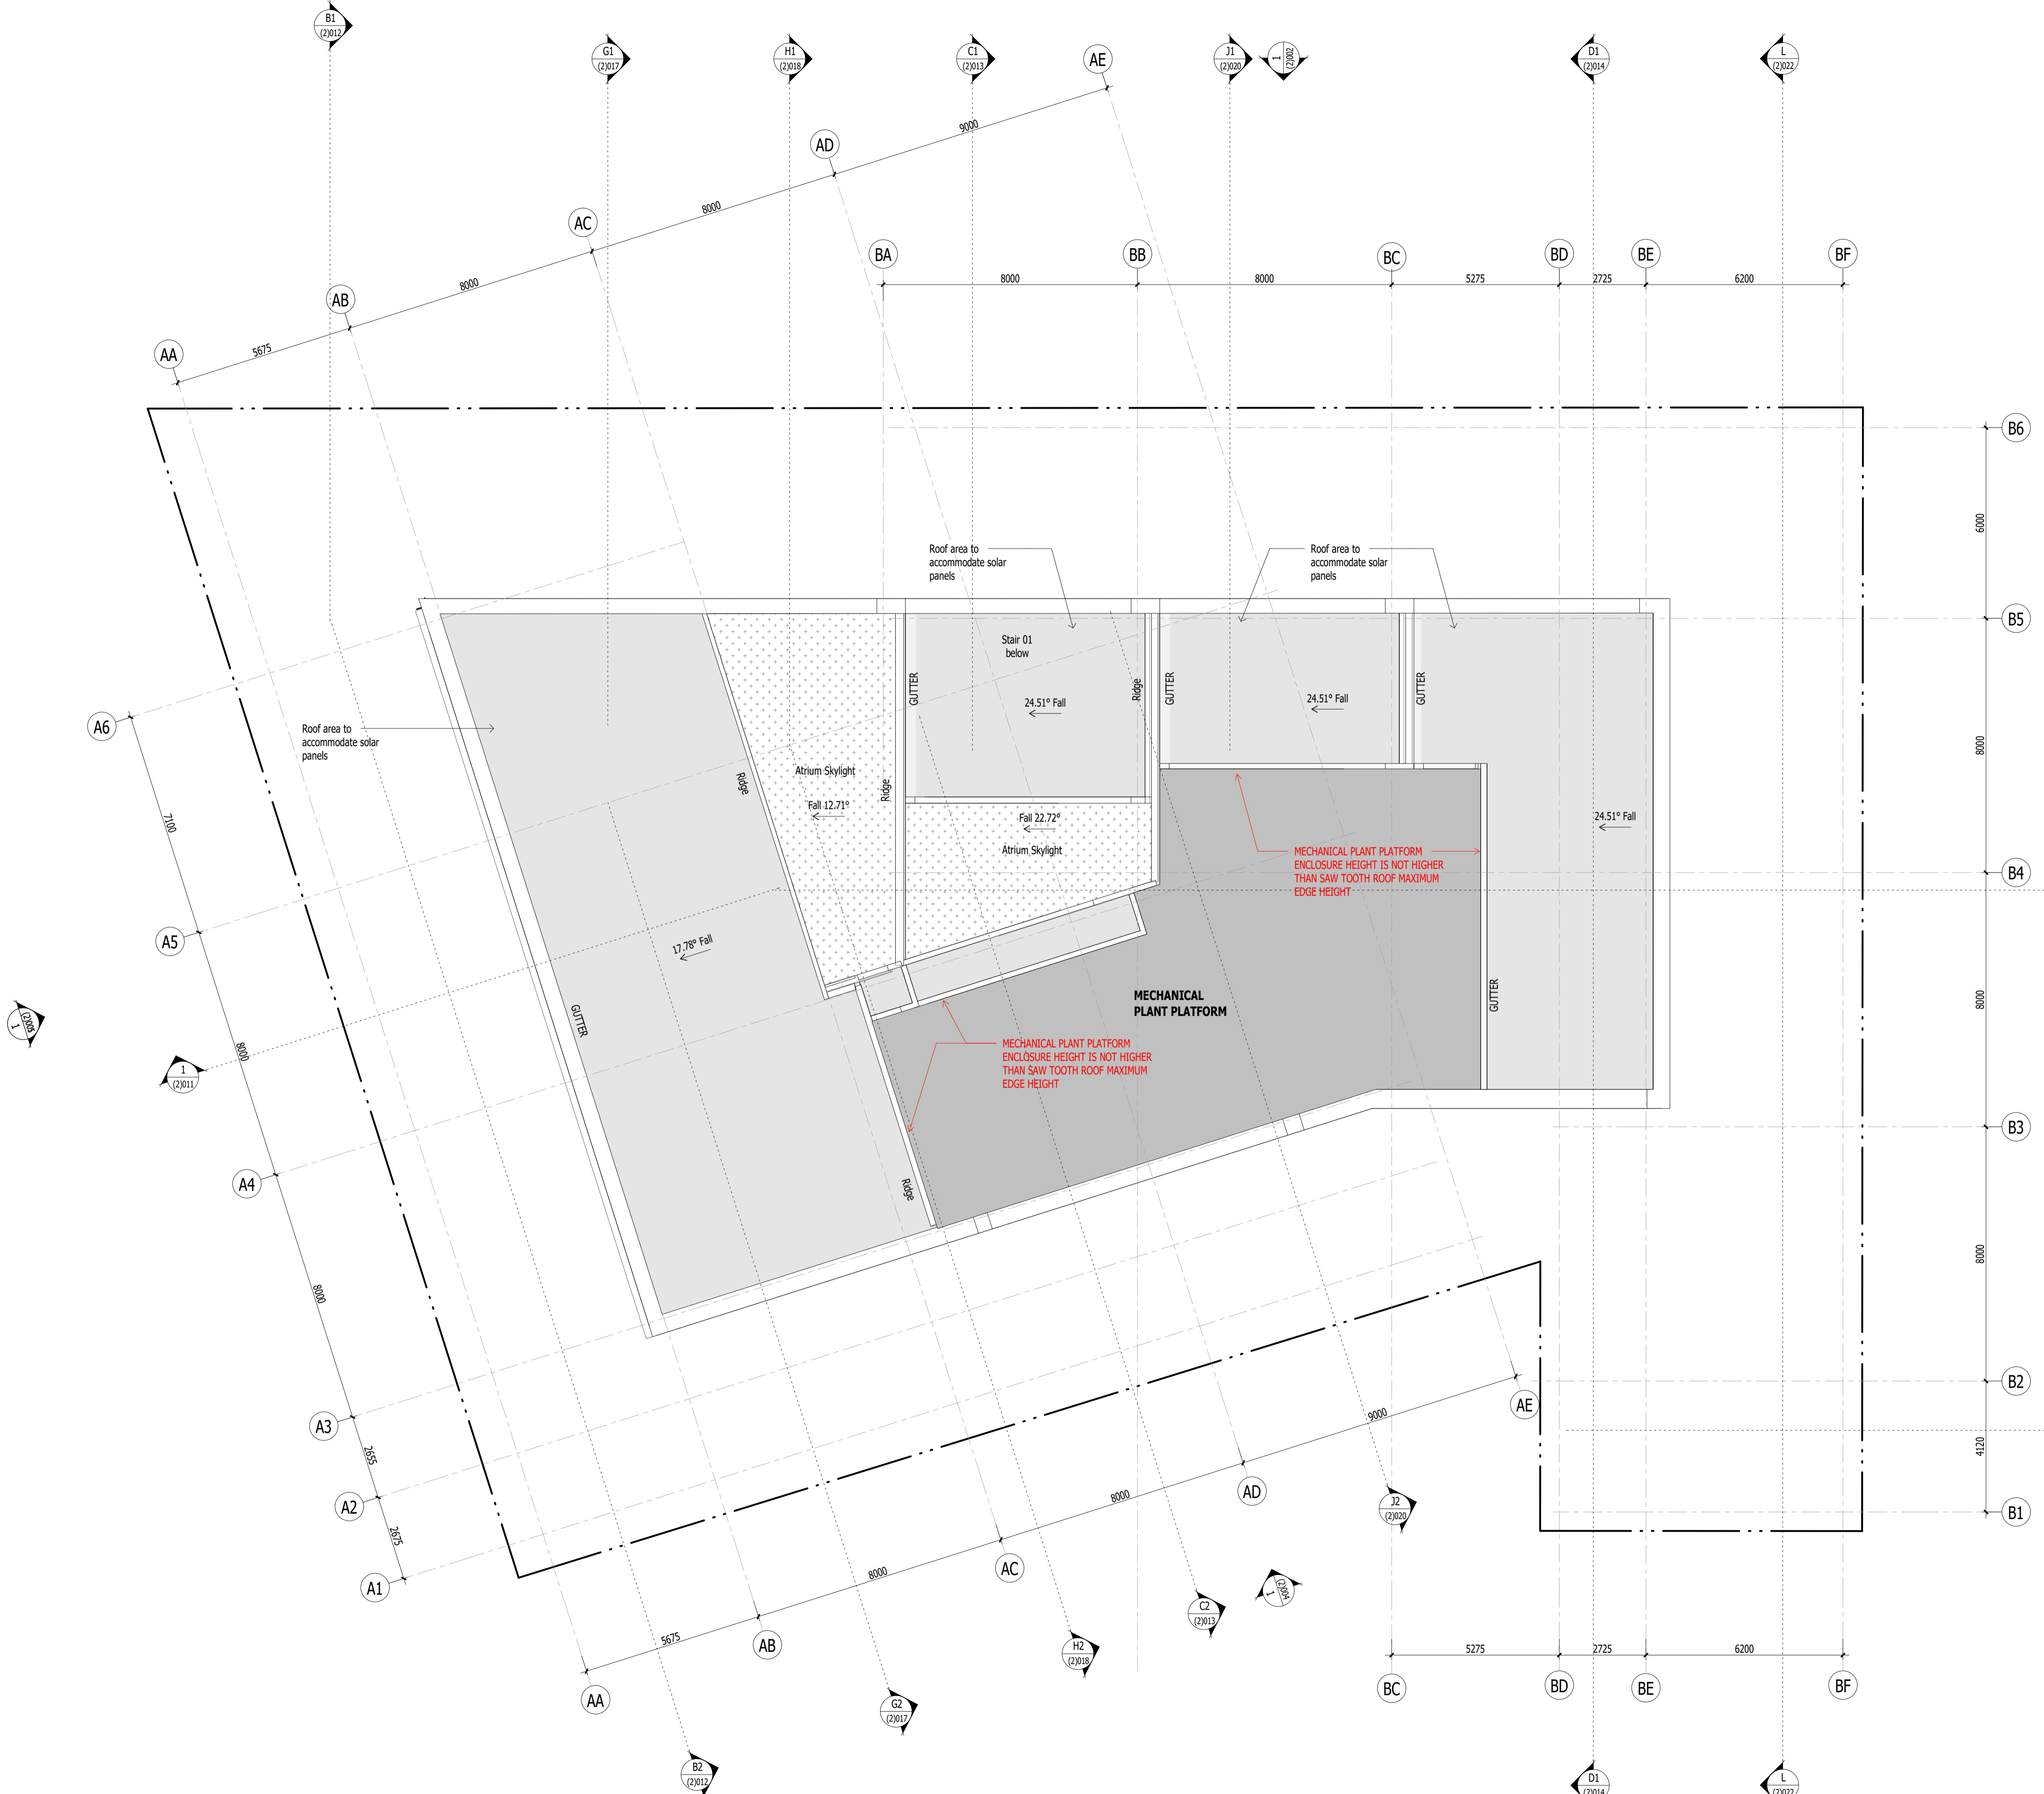 B1
(2)012
G1
(2)017
H1
(2)018
C1
(2)013
AE
J1
(2)020
1
(2)002
D1
(2)014
L
(2)022
9000
AD
8000
AC
8000
AB
5675
AA
BA
BB
BC
BD
BE
BF
8000
8000
5275
2725
6200
B6
6000
B5
8000
B4
8000
B3
8000
B2
4120
B1
Roof area to
accommodate solar
panels
Roof area to
accommodate solar
panels
Roof area to
accommodate solar
panels
Stair 01
below
GUTTER
24.51° Fall
Ridge
GUTTER
24.51° Fall
GUTTER
Ridge
Atrium Skylight
Fall 12.71°
Ridge
Fall 22.72°
Atrium Skylight
24.51° Fall
MECHANICAL PLANT PLATFORM
ENCLOSURE HEIGHT IS NOT HIGHER
THAN SAW TOOTH ROOF MAXIMUM
EDGE HEIGHT
17.78° Fall
GUTTER
MECHANICAL
PLANT PLATFORM
GUTTER
MECHANICAL PLANT PLATFORM
ENCLOSURE HEIGHT IS NOT HIGHER
THAN SAW TOOTH ROOF MAXIMUM
EDGE HEIGHT
Ridge
A6
7100
A5
8000
A4
8000
A3
2655
A2
2675
A1
1
(2)005
1
(2)011
AE
9000
AD
8000
AC
8000
AB
5675
AA
J2
(2)020
1
(2)004
C2
(2)013
H2
(2)018
G2
(2)017
B2
(2)012
5275
2725
6200
BC
BD
BE
BF
D1
(2)014
L
(2)022